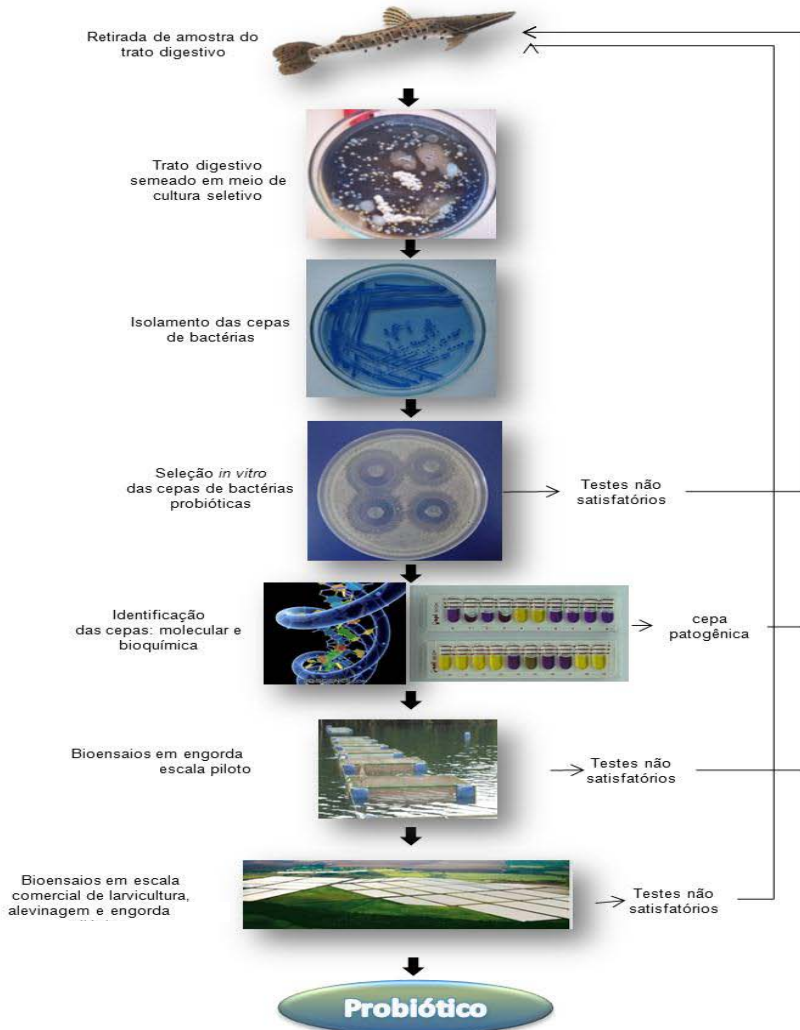 Retirada de amostra do
trato digestivo
Trato digestivo
semeado em meio de
cultura seletivo
Isolamento das cepas
de bactérias
Seleção in vitro
das cepas de bactérias
probióticas
Testes não
satisfatórios
Identificação
das cepas: molecular e
bioquímica
cepa
patogênica
Bioensaios em engorda
escala piloto
Testes não
satisfatórios
Bioensaios em escala
comercial de larvicultura,
alevinagem e engorda
Testes não
satisfatórios
Probiótico